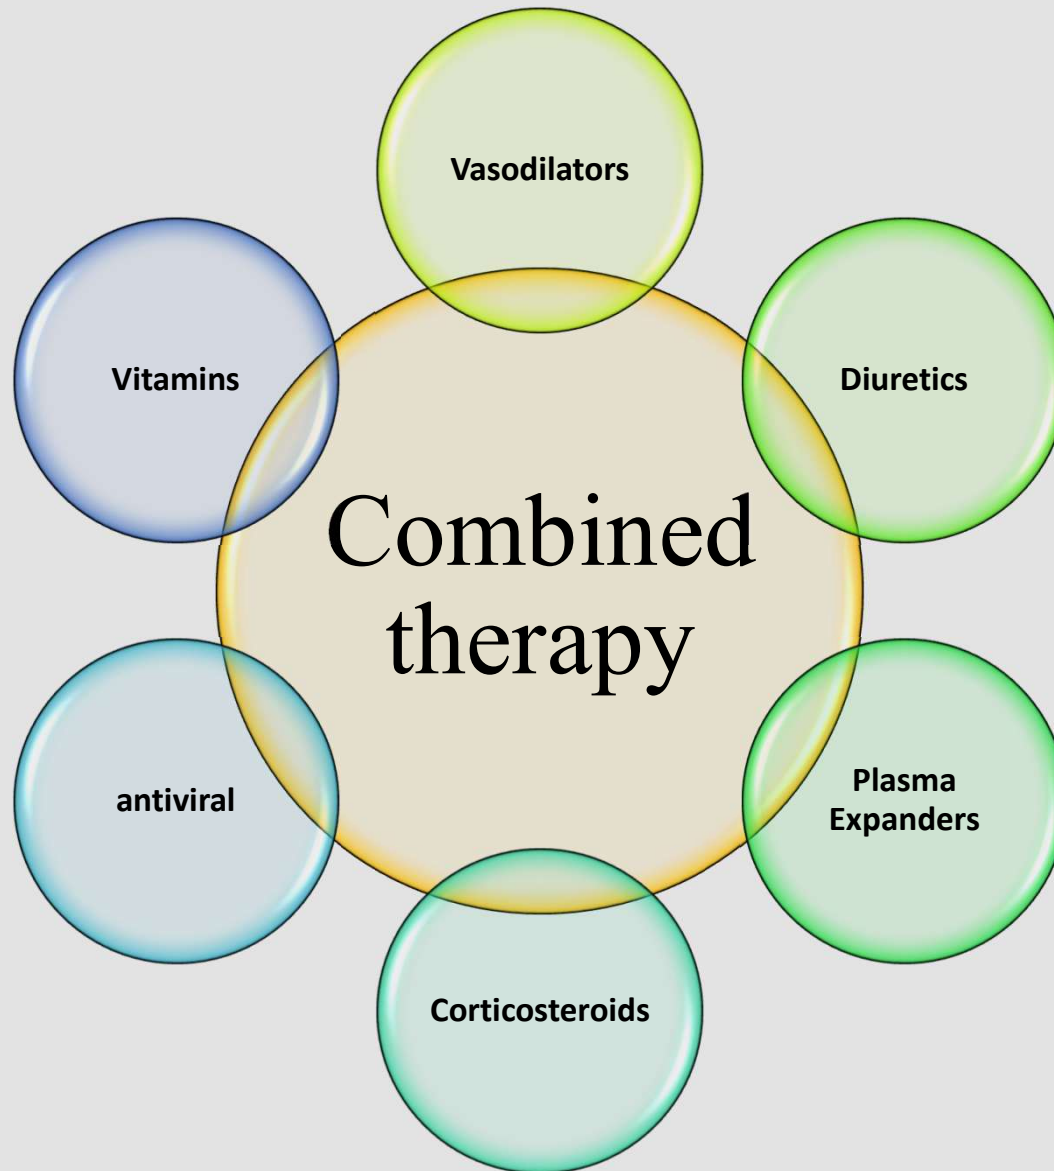 Vasodilators
Vitamins
Diuretics
Combined
therapy
antiviral
Plasma
Expanders
Corticosteroids